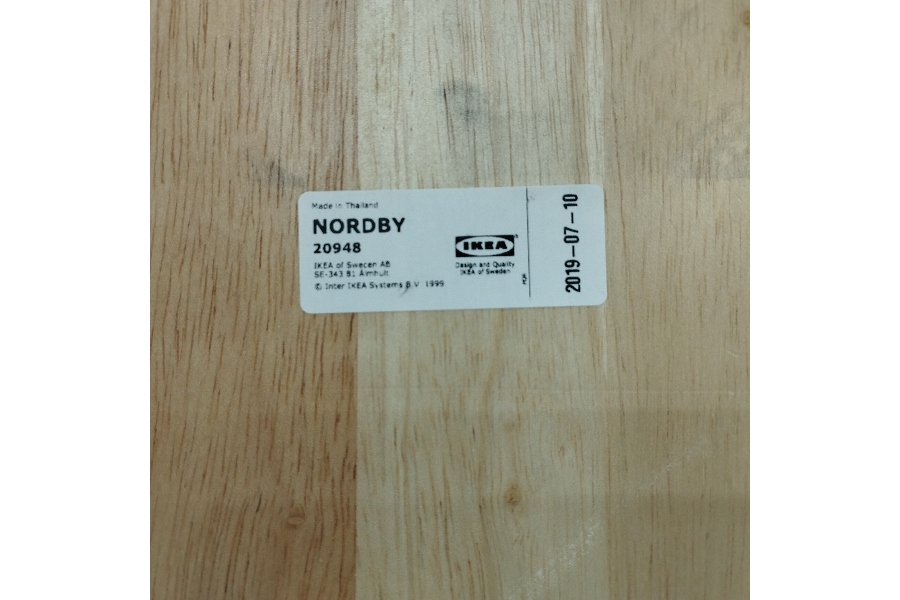 Made in Thailand
NORDBY
20948
IKEA of Sweden AB
SE-343 81 Älmhult
© Inter IKEA Systems B.V. 1999
IKEA
®
Design and Quality
IKEA of Sweden
2019-07-10